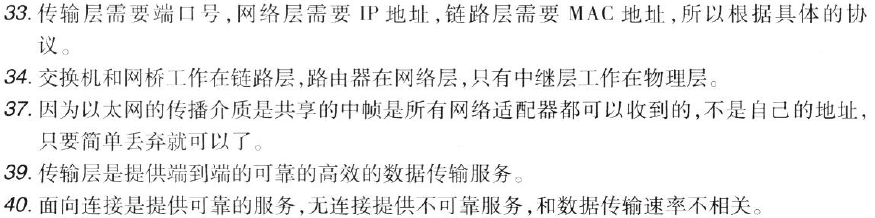 33. 传输层需要端口号,网络层需要 IP 地址,链路层需要 MAC 地址,所以根据具体的协
议。
34. 交换机和网桥工作在链路层,路由器在网络层,只有中继层工作在物理层。
37. 因为以太网的传播介质是共享的中帧是所有网络适配器都可以收到的,不是自己的地址,
只要简单丢弃就可以了。
39. 传输层是提供端到端的可靠的高效的数据传输服务。
40. 面向连接是提供可靠的服务,无连接提供不可靠服务,和数据传输速率不相关。